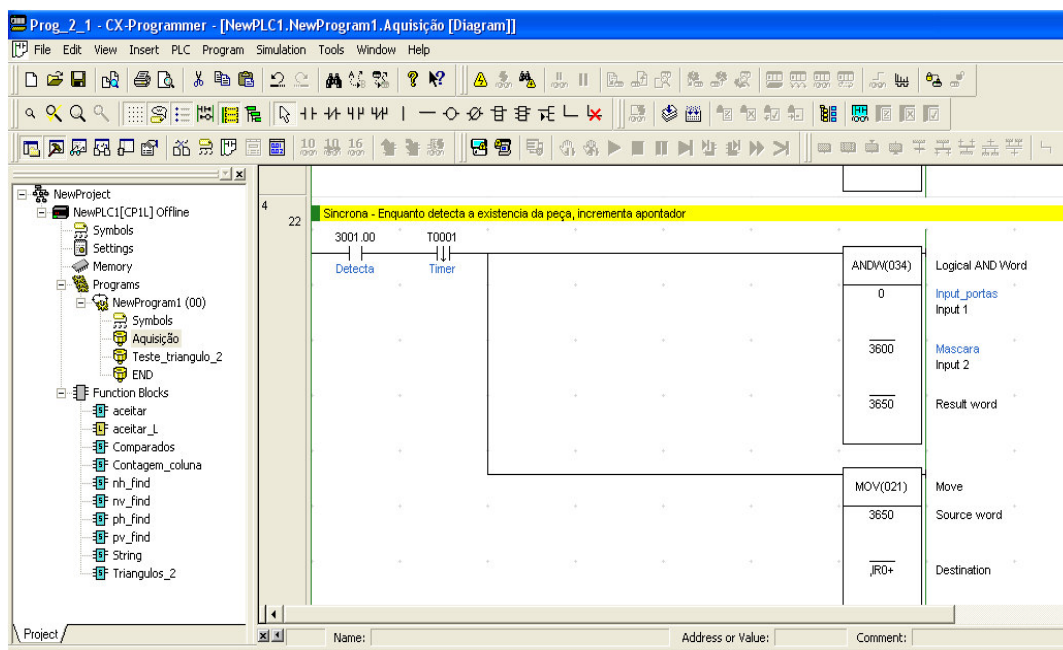 Prog_2_1 - CX-Programmer - [NewPLC1.NewProgram1.Aquisição [Diagram]]
File Edit View Insert PLC Program Simulation Tools Window Help
10 10 16
NewProject
NewPLC1[CP1L] Offline
Symbols
Settings
Memory
Programs
NewProgram1 (00)
Symbols
Aquisição
Teste_triangulo_2
END
Function Blocks
aceitar
aceitar_L
Comparados
Contagem_coluna
nh_find
nv_find
ph_find
pv_find
String
Triangulos_2
Project
4
22
Sincrona - Enquanto detecta a existencia da peça, incrementa apontador
3001.00 T0001
Detecta Timer
ANDW(034) Logical AND Word
0 Input_portas
Input 1
3600 Mascara
Input 2
3650 Result word
MOV(021) Move
3650 Source word
,IR0+ Destination
Name: Address or Value: Comment: